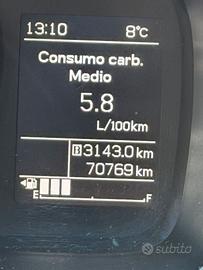 13:10 8°C
Consumo carb.
Medio
5.8
L/100km
B 3143.0 km
70769 km
E F
subito